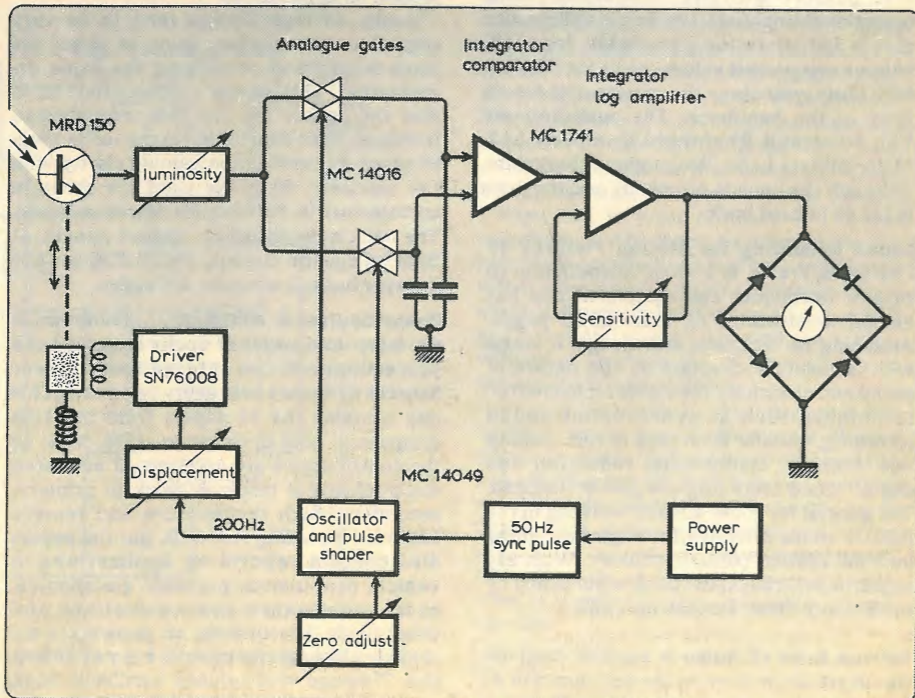 Analogue gates
Integrator
comparator
Integrator
log amplifier
MRD 150
luminosity
MC 14016
MC 1741
Sensitivity
Driver
SN76008
Displacement
200Hz
MC 14049
Oscillator
and pulse
shaper
50Hz
sync pulse
Power
supply
Zero adjust